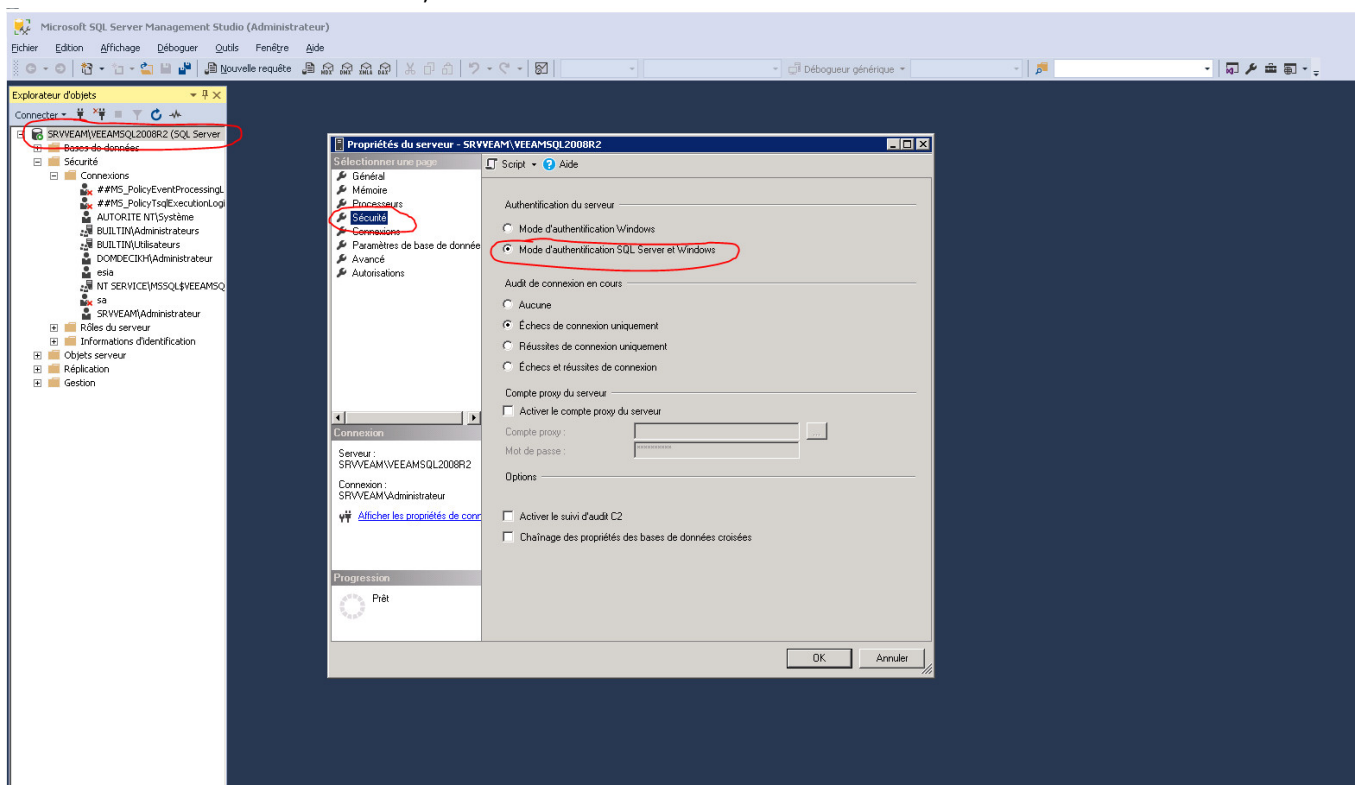 Microsoft SQL Server Management Studio (Administrateur)
Fichier Edition Affichage Déboguer Outils Fenêtre Aide
Nouvelle requête MDX DMX XMLA DAX Débogueur générique
Explorateur d'objets
Connecter
SRVVEAM\VEEAMSQL2008R2 (SQL Server
Bases de données
Sécurité
Connexions
##MS_PolicyEventProcessingL
##MS_PolicyTsqlExecutionLogi
AUTORITE NT\Système
BUILTIN\Administrateurs
BUILTIN\Utilisateurs
DOMDECIKH\Administrateur
esia
NT SERVICE\MSSQL$VEEAMSQ
sa
SRVVEAM\Administrateur
Rôles du serveur
Informations d'identification
Objets serveur
Réplication
Gestion
Propriétés du serveur - SRVVEAM\VEEAMSQL2008R2
Sélectionner une page
Général
Mémoire
Processeurs
Sécurité
Connexions
Paramètres de base de donnée
Avancé
Autorisations
Connexion
Serveur :
SRVVEAM\VEEAMSQL2008R2
Connexion :
SRVVEAM\Administrateur
Afficher les propriétés de conn
Progression
Prêt
Script Aide
Authentification du serveur
Mode d'authentification Windows
Mode d'authentification SQL Server et Windows
Audit de connexion en cours
Aucune
Échecs de connexion uniquement
Réussites de connexion uniquement
Échecs et réussites de connexion
Compte proxy du serveur
Activer le compte proxy du serveur
Compte proxy :
...
Mot de passe : **********
Options
Activer le suivi d'audit C2
Chaînage des propriétés des bases de données croisées
OK Annuler